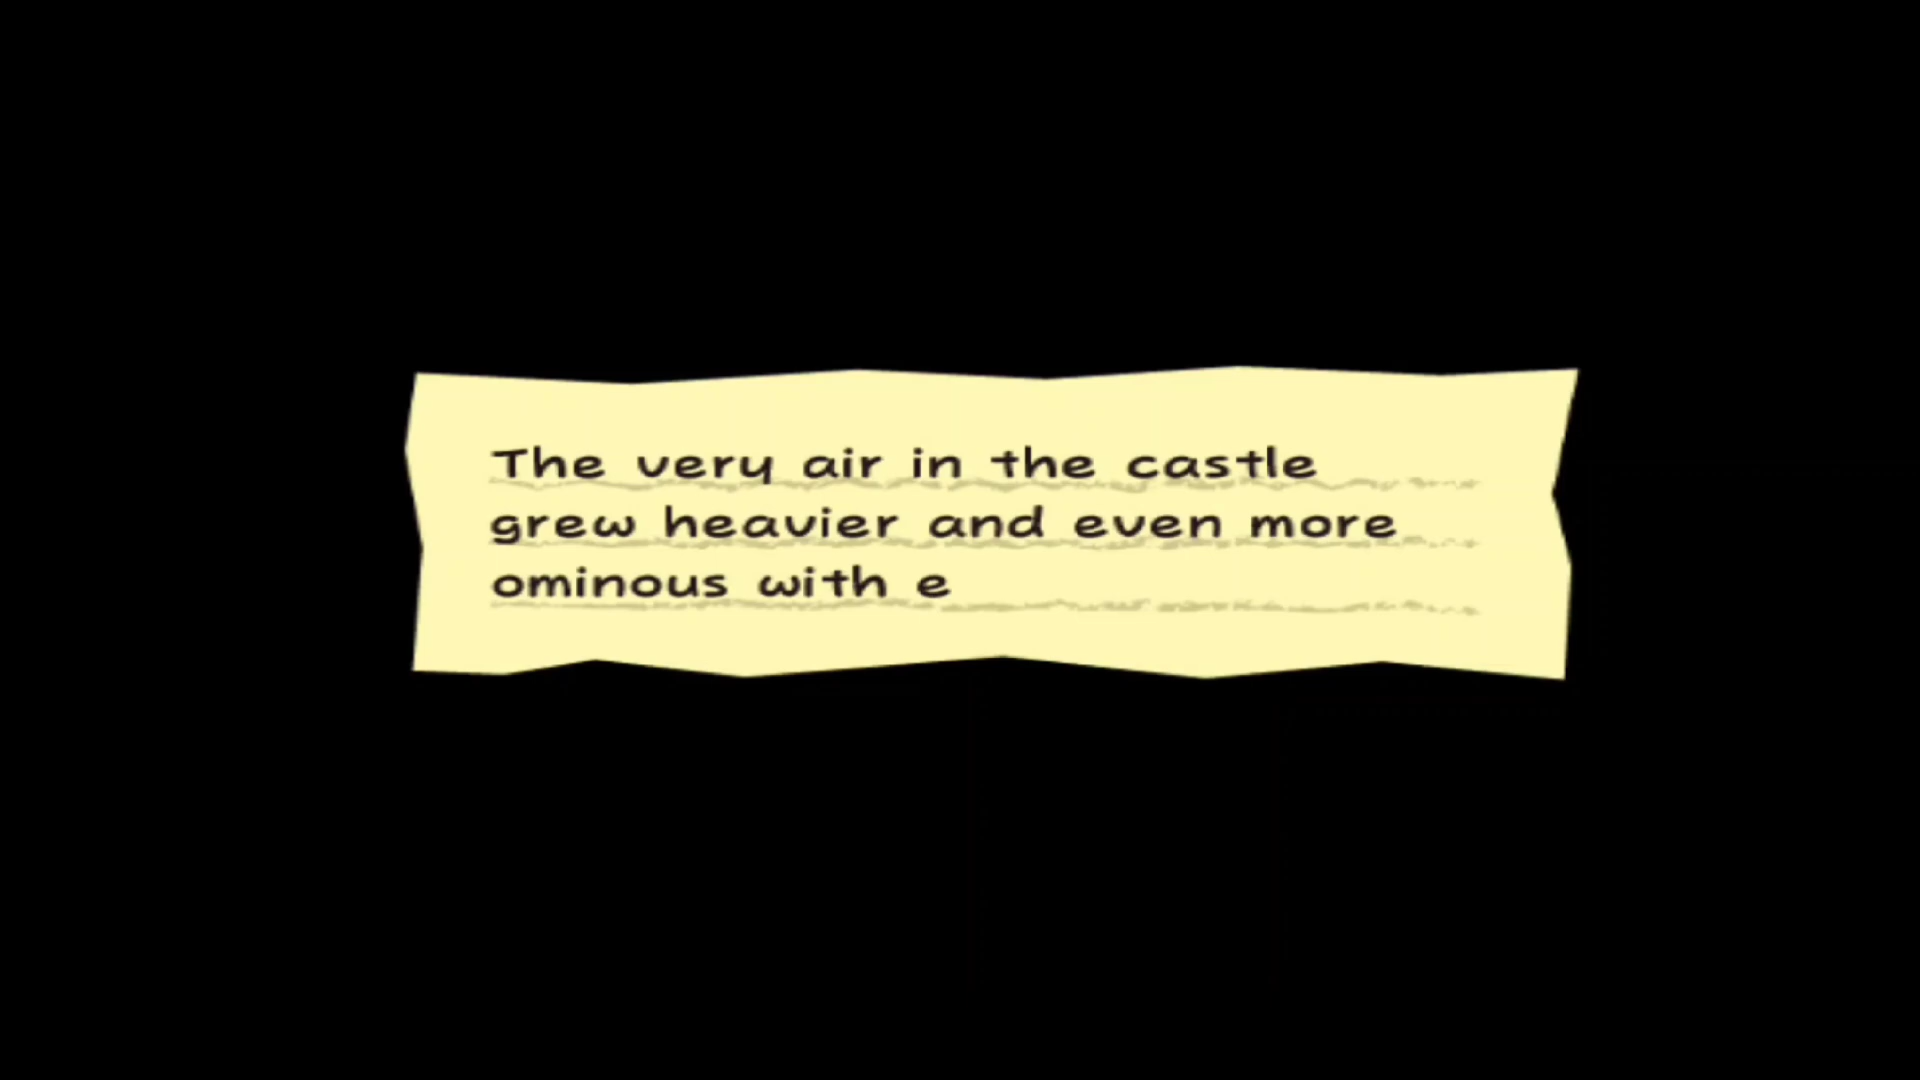 The very air in the castle
grew heavier and even more
ominous with e